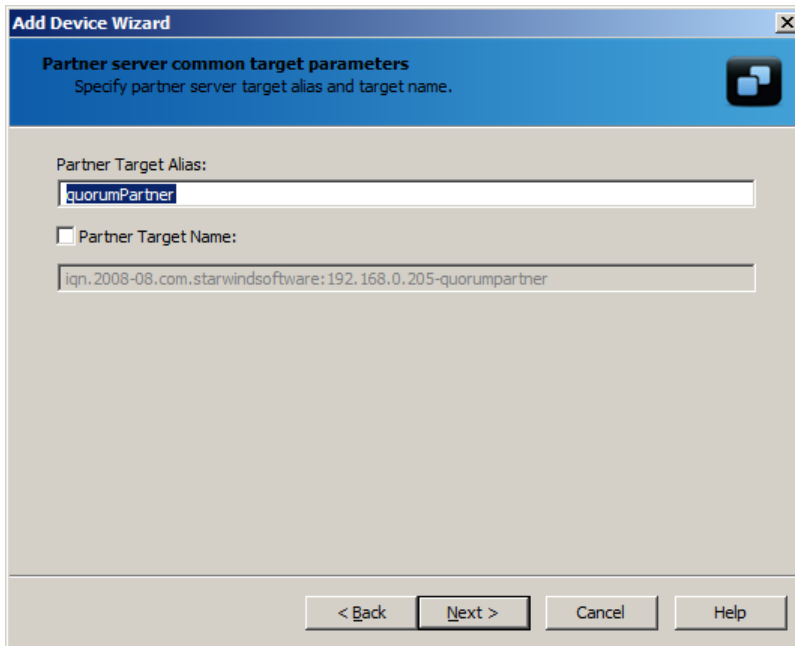 Add Device Wizard
Partner server common target parameters
Specify partner server target alias and target name.
Partner Target Alias:
quorumPartner
Partner Target Name:
iqn.2008-08.com.starwindsoftware:192.168.0.205-quorumpartner
< Back
Next >
Cancel
Help